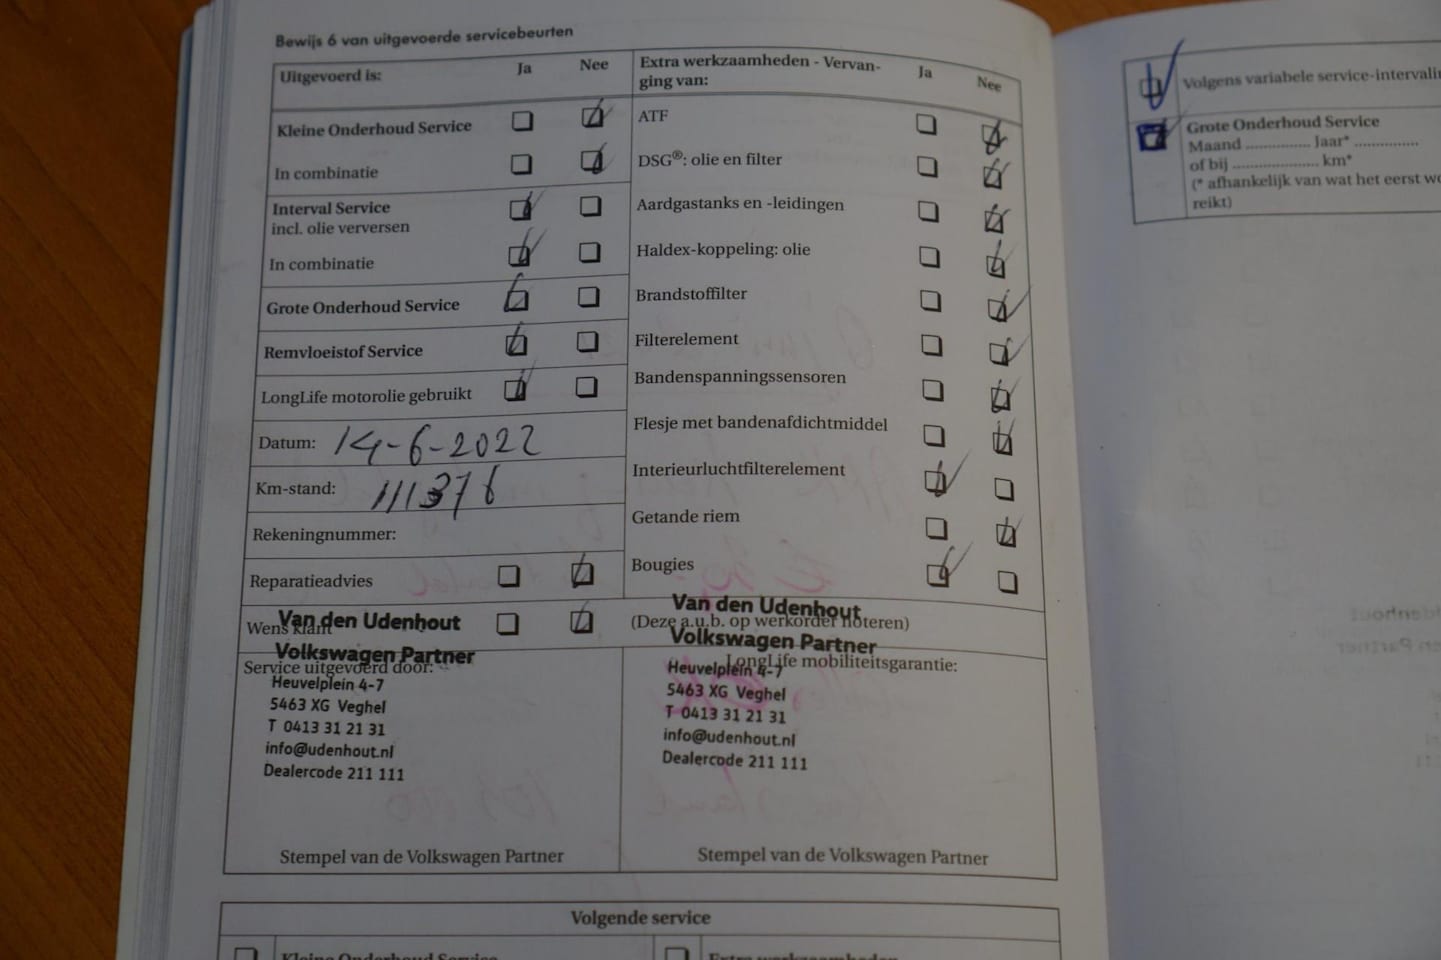 Bewijs 6 van uitgevoerde servicebeurten
Uitgevoerd is: Ja Nee
Kleine Onderhoud Service
In combinatie
Interval Service
incl. olie verversen
In combinatie
Grote Onderhoud Service
Remvloeistof Service
LongLife motorolie gebruikt
Datum: 14-6-2022
Km-stand: 111376
Rekeningnummer:
Reparatieadvies
Wens klant
Service uitgevoerd door:
Van den Udenhout
Volkswagen Partner
Heuvelplein 4-7
5463 XG Veghel
T 0413 31 21 31
info@udenhout.nl
Dealercode 211 111
Stempel van de Volkswagen Partner
Extra werkzaamheden - Vervan-
ging van: Ja Nee
ATF
DSG®: olie en filter
Aardgastanks en -leidingen
Haldex-koppeling: olie
Brandstoffilter
Filterelement
Bandenspanningssensoren
Flesje met bandenafdichtmiddel
Interieurluchtfilterelement
Getande riem
Bougies
(Deze a.u.b. op werkorder noteren)
LongLife mobiliteitsgarantie:
Van den Udenhout
Volkswagen Partner
Heuvelplein 4-7
5463 XG Veghel
T 0413 31 21 31
info@udenhout.nl
Dealercode 211 111
Stempel van de Volkswagen Partner
Volgende service
Kleine Onderhoud Service
Extra werkzaamheden
Volgens variabele
Grote Onderhoud Service
Maand ............... Jaar* ...............
of bij .................... km*
(* afhankelijk van wat het eerst
reikt)